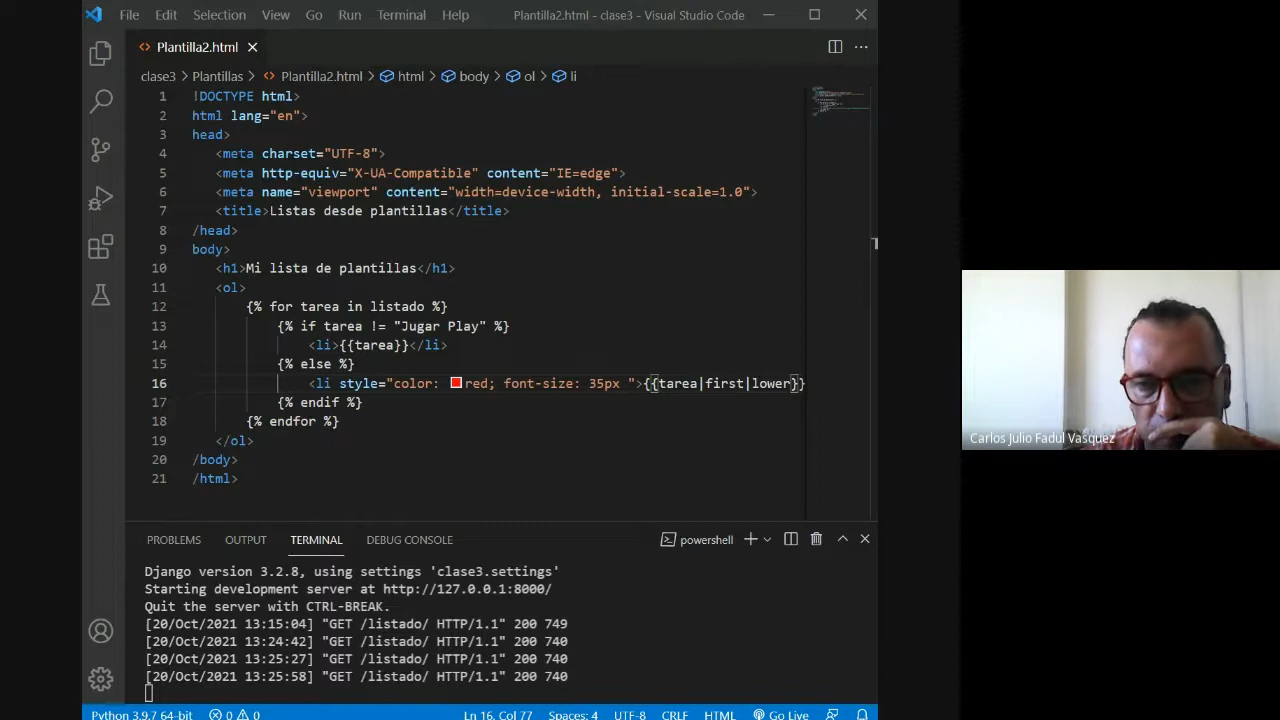 File Edit Selection View Go Run Terminal Help Plantilla2.html - clase3 - Visual Studio Code
Plantilla2.html
clase3 > Plantillas > Plantilla2.html > html > body > ol > li
1 !DOCTYPE html>
2 html lang="en">
3 head>
4 <meta charset="UTF-8">
5 <meta http-equiv="X-UA-Compatible" content="IE=edge">
6 <meta name="viewport" content="width=device-width, initial-scale=1.0">
7 <title>Listas desde plantillas</title>
8 /head>
9 body>
10 <h1>Mi lista de plantillas</h1>
11 <ol>
12 {% for tarea in listado %}
13 {% if tarea != "Jugar Play" %}
14 <li>{{tarea}}</li>
15 {% else %}
16 <li style="color: red; font-size: 35px ">{{tarea|first|lower}}
17 {% endif %}
18 {% endfor %}
19 </ol>
20 /body>
21 /html>
PROBLEMS OUTPUT TERMINAL DEBUG CONSOLE powershell
Django version 3.2.8, using settings 'clase3.settings'
Starting development server at http://127.0.0.1:8000/
Quit the server with CTRL-BREAK.
[20/Oct/2021 13:15:04] "GET /listado/ HTTP/1.1" 200 749
[20/Oct/2021 13:24:42] "GET /listado/ HTTP/1.1" 200 740
[20/Oct/2021 13:25:27] "GET /listado/ HTTP/1.1" 200 740
[20/Oct/2021 13:25:58] "GET /listado/ HTTP/1.1" 200 740
Python 3.9.7 64-bit 0 0 Ln 16, Col 77 Spaces: 4 UTF-8 CRLF HTML Go Live
Carlos Julio Fadul Vasquez